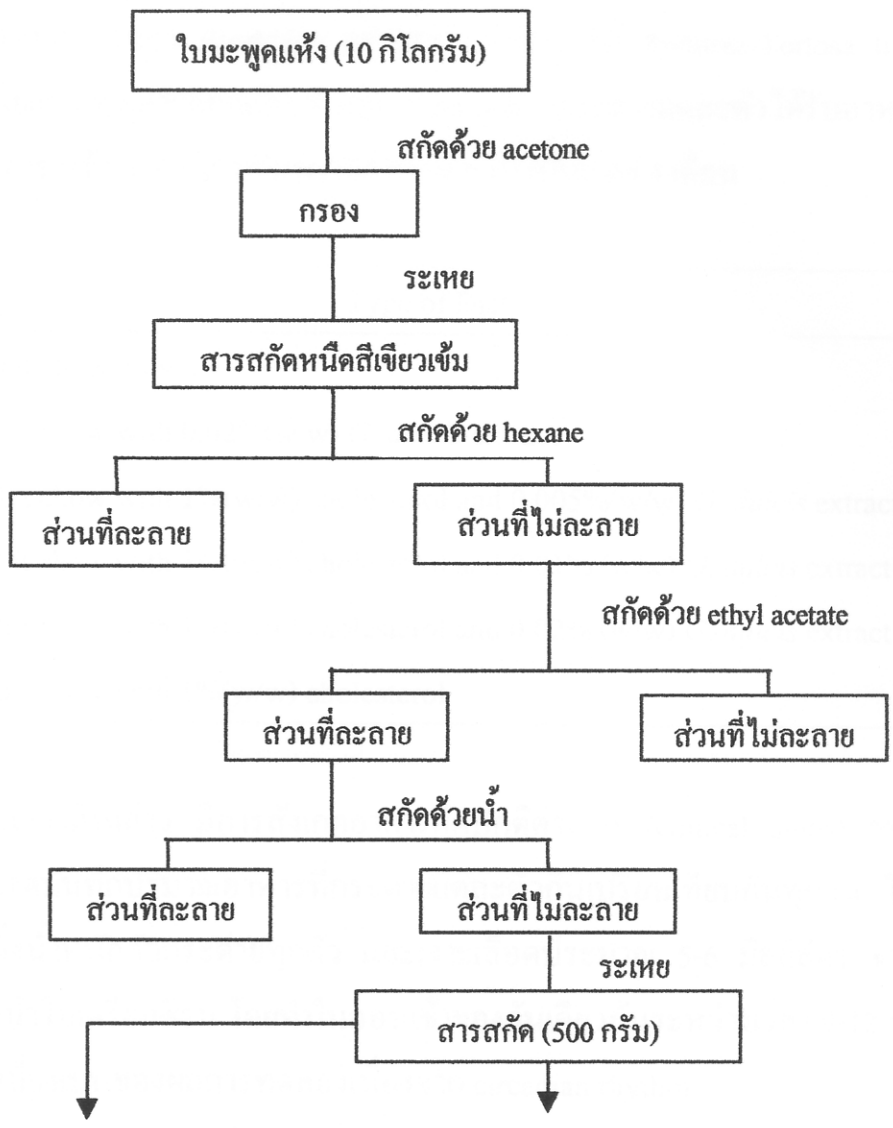 ใบมะพูดแห้ง (10 กิโลกรัม)
สกัดด้วย acetone
กรอง
ระเหย
สารสกัดหนืดสีเขียวเข้ม
สกัดด้วย hexane
ส่วนที่ละลาย
ส่วนที่ไม่ละลาย
สกัดด้วย ethyl acetate
ส่วนที่ละลาย
ส่วนที่ไม่ละลาย
สกัดด้วยน้ำ
ส่วนที่ละลาย
ส่วนที่ไม่ละลาย
ระเหย
สารสกัด (500 กรัม)